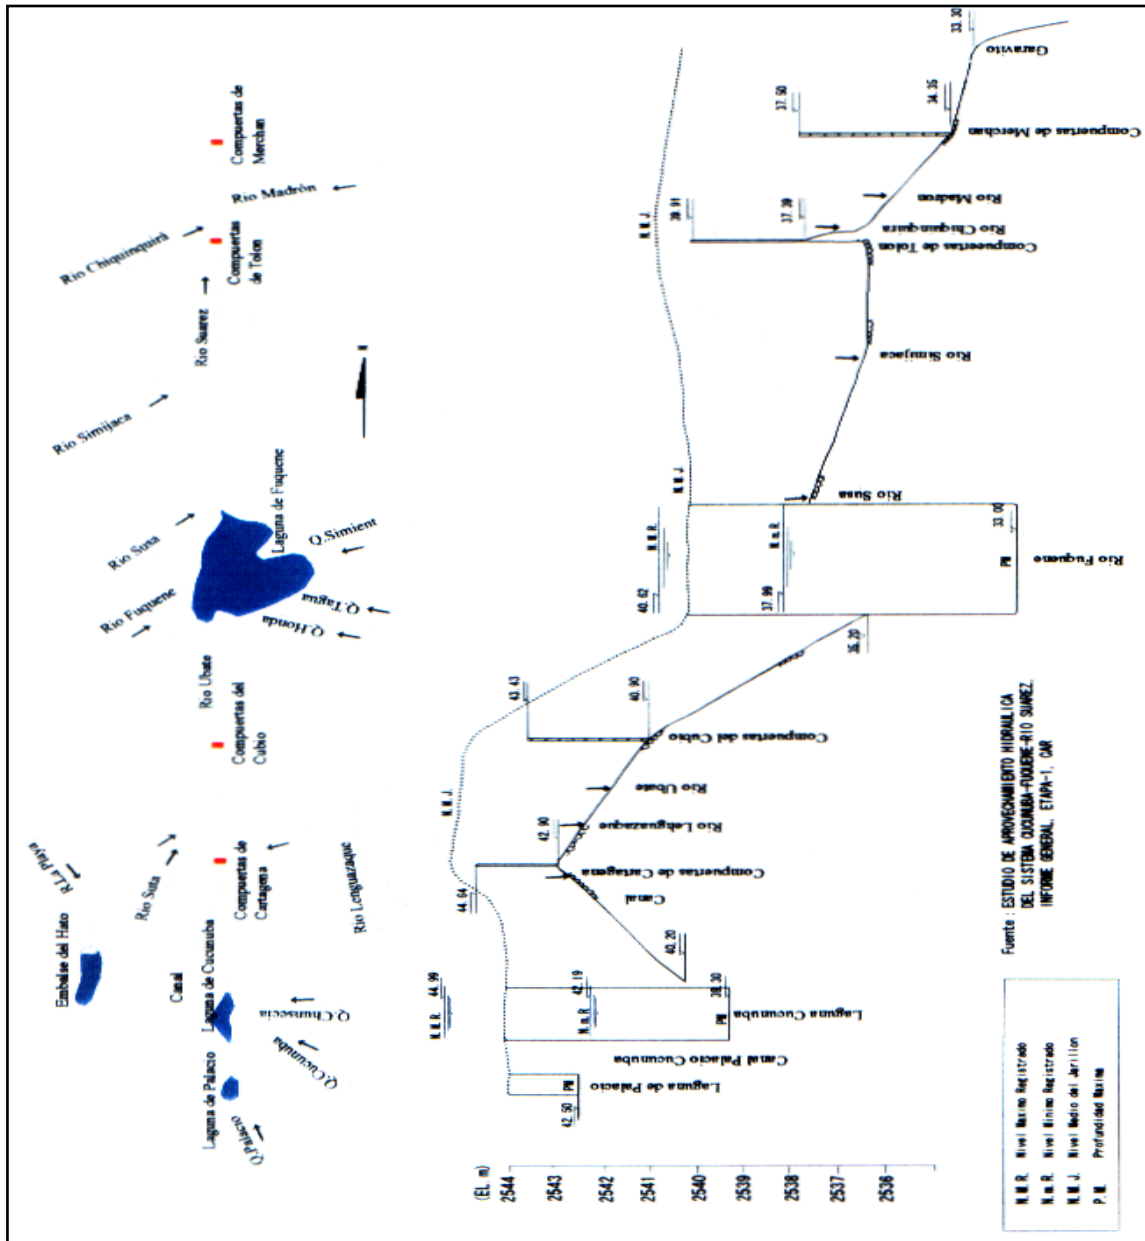 Compuertas de
Merchan
Rio Madrón
Rio Chiquinquirá
Compuertas
de Tolon
Rio Suarez
N
Rio Simijaca
Laguna de Fuquene
Rio Susa
Q.Simient
Rio Fuquene
Q.Tagua
Q.Honda
Rio Ubate
Compuertas del
Cubio
R.La Playa
Rio Suta
Compuertas de
Cartagena
Rio Lenguazaque
Embalse del Hato
Canal
Laguna de Cucunuba
Q.Chunsecia
Q.Cucunuba
Laguna de Palacio
Q.Palacio
33.30
Garavito
37.50
34.35
Compuertas de Merchan
Rio Madron
N.M.J.
39.91
37.39
Rio Chiquinquira
Compuertas de Tolon
Rio Simijaca
N.M.J.
Rio Susa
N.M.R.
40.62
N.m.R
37.99
33.00
PM
Rio Fuquene
35.20
43.43
40.90
Compuertas del Cubio
N.M.J.
Rio Ubate
Rio Lenguazaque
42.90
44.64
Compuertas de Cartagena
Canal
40.20
44.99
N.M.R.
42.19
N.m.R
PM
Laguna Cucunuba
Canal Palacio Cucunuba
PM
42.50
Laguna de Palacio
(EL. m)
2544
2543
2542
2541
2540
2539
2538
2537
2536
Fuente : ESTUDIO DE APROVECHAMIENTO HIDRAULICA
DEL SISTEMA CUCUNUBA-FUQUENE-RIO SUAREZ.
INFORME GENERAL, ETAPA-1, CAR
N.M.R. Nivel Maximo Registrado
N.m.R. Nivel Minimo Registrado
N.M.J. Nivel Medio del Jarillon
P.M. Profundidad Maxima